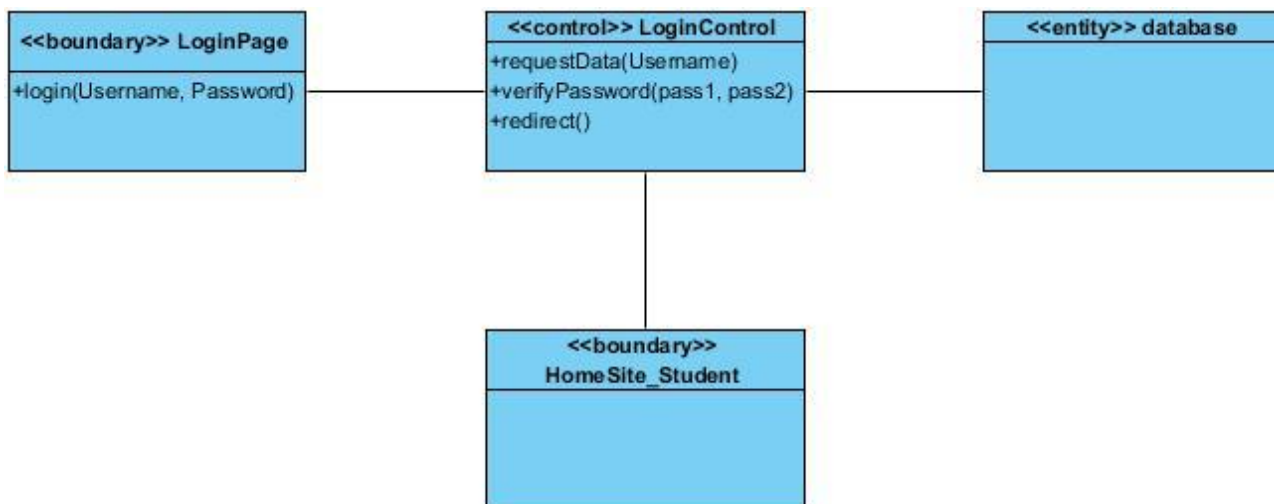 <<boundary>> LoginPage
+login(Username, Password)
<<control>> LoginControl
+requestData(Username)
+verifyPassword(pass1, pass2)
+redirect()
<<entity>> database
<<boundary>>
HomeSite_Student